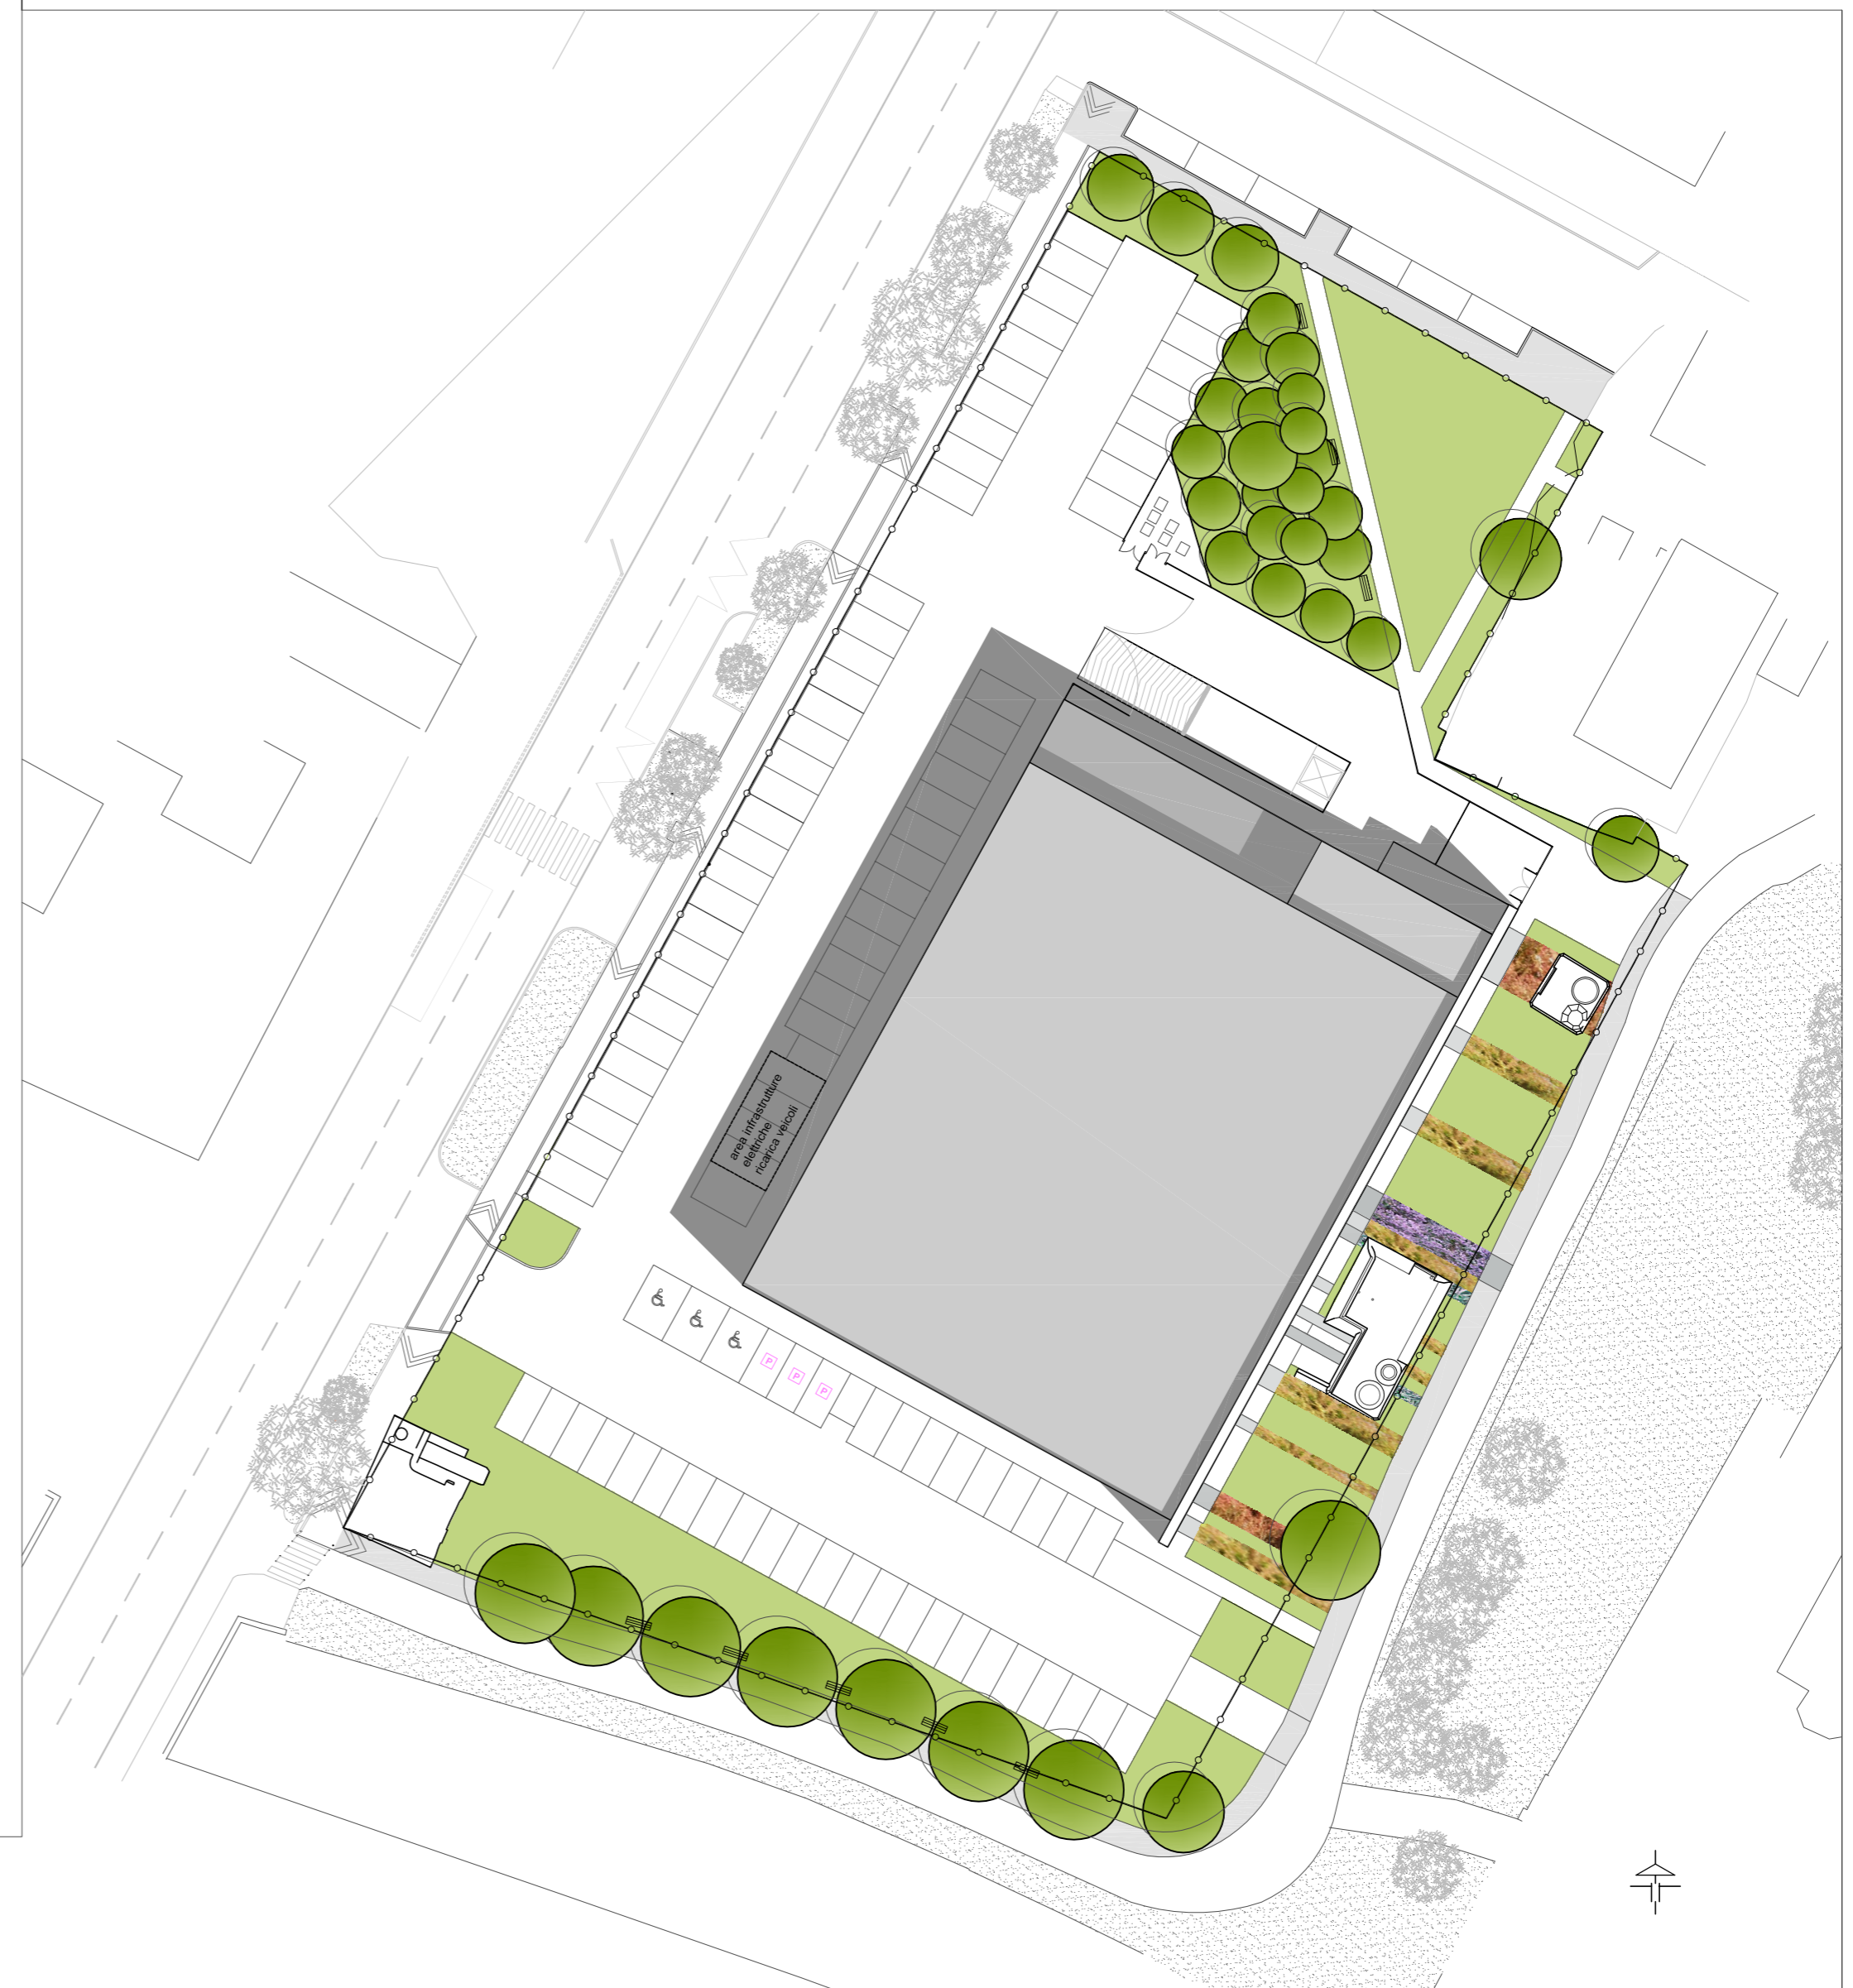 area infrastrutture
elettriche
ricarica veicoli
P
P
P